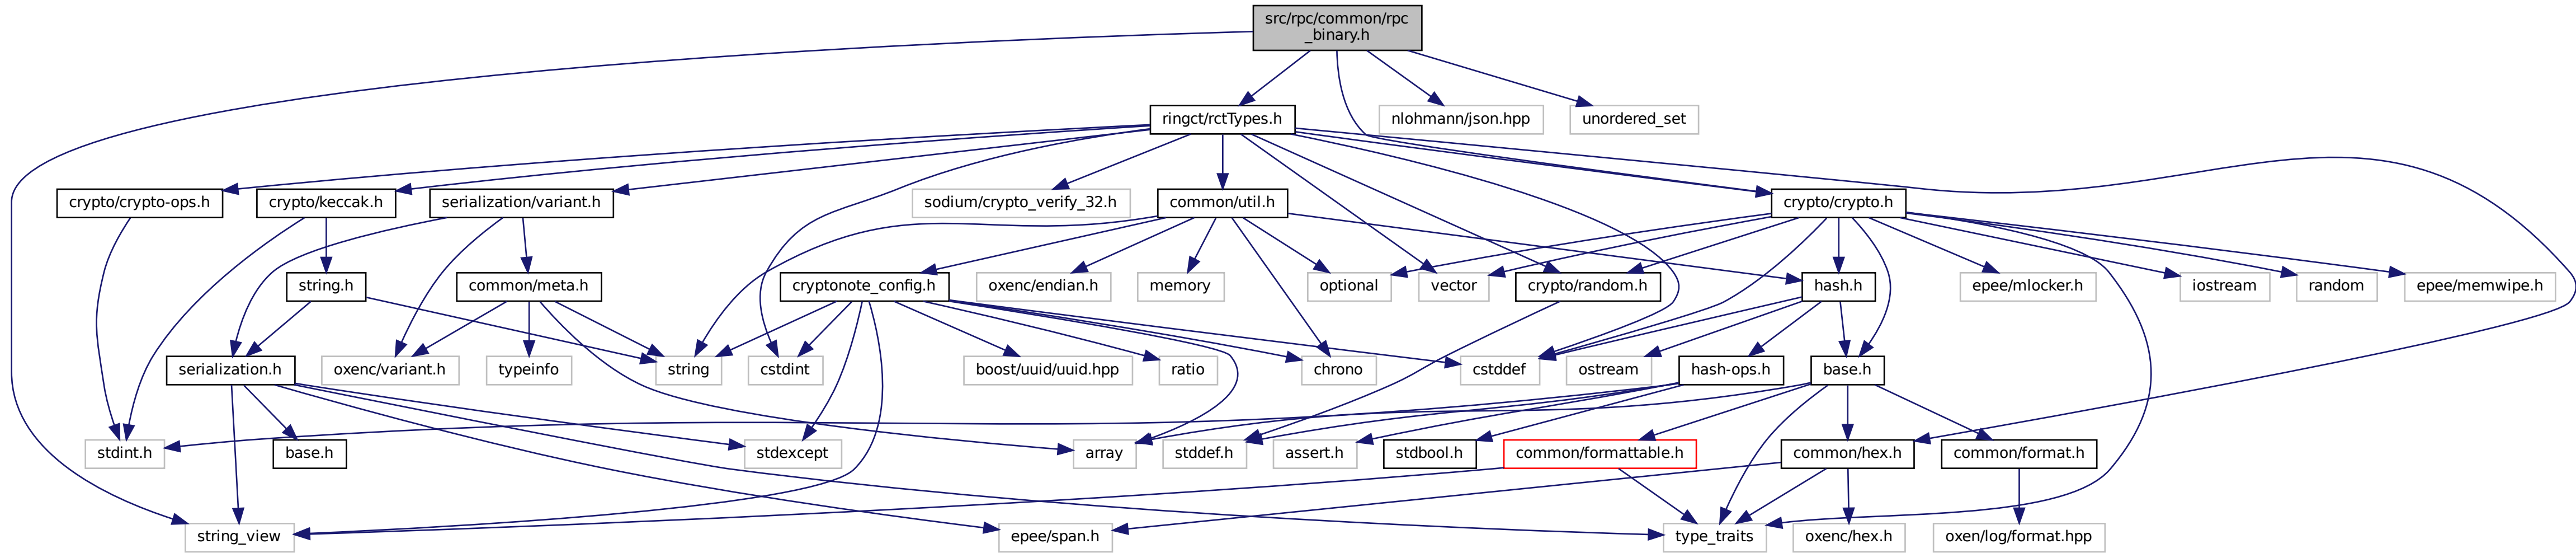 src/rpc/common/rpc
_binary.h
ringct/rctTypes.h
nlohmann/json.hpp
unordered_set
crypto/crypto-ops.h
crypto/keccak.h
serialization/variant.h
sodium/crypto_verify_32.h
common/util.h
crypto/crypto.h
string.h
common/meta.h
cryptonote_config.h
oxenc/endian.h
memory
optional
vector
crypto/random.h
hash.h
epee/mlocker.h
iostream
random
epee/memwipe.h
serialization.h
oxenc/variant.h
typeinfo
string
cstdint
boost/uuid/uuid.hpp
ratio
chrono
cstddef
ostream
hash-ops.h
base.h
stdint.h
base.h
stdexcept
array
stddef.h
assert.h
stdbool.h
common/formattable.h
common/hex.h
common/format.h
string_view
epee/span.h
type_traits
oxenc/hex.h
oxen/log/format.hpp